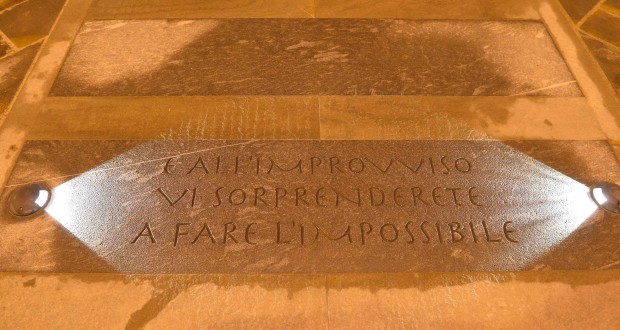 E ALL'IMPROVVISO
VI SORPRENDERETE
A FARE L'IMPOSSIBILE